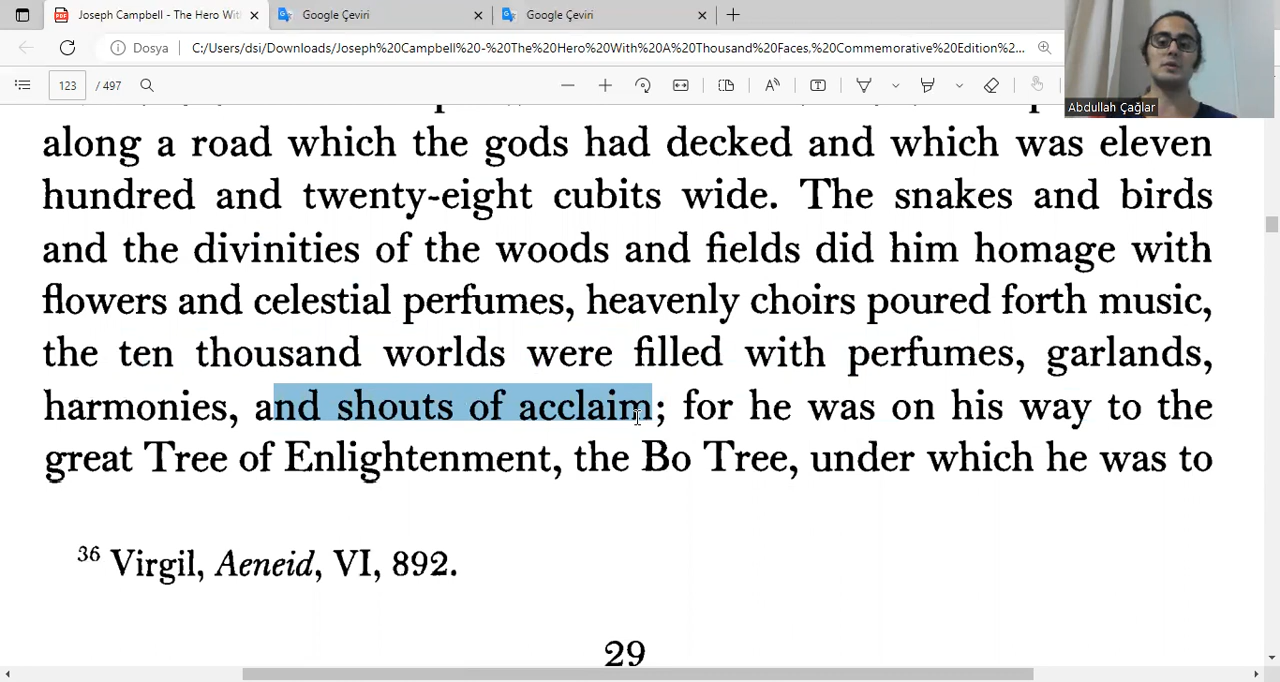 Joseph Campbell - The Hero Wit
Google Çeviri
Google Çeviri
Dosya
C:/Users/dsi/Downloads/Joseph%20Campbell%20-%20The%20Hero%20With%20A%20Thousand%20Faces,%20Commemorative%20Edition%20...
123 / 497
Abdullah Çağlar
along a road which the gods had decked and which was eleven
hundred and twenty-eight cubits wide. The snakes and birds
and the divinities of the woods and fields did him homage with
flowers and celestial perfumes, heavenly choirs poured forth music,
the ten thousand worlds were filled with perfumes, garlands,
harmonies, and shouts of acclaim; for he was on his way to the
great Tree of Enlightenment, the Bo Tree, under which he was to
36 Virgil, Aeneid, VI, 892.
29